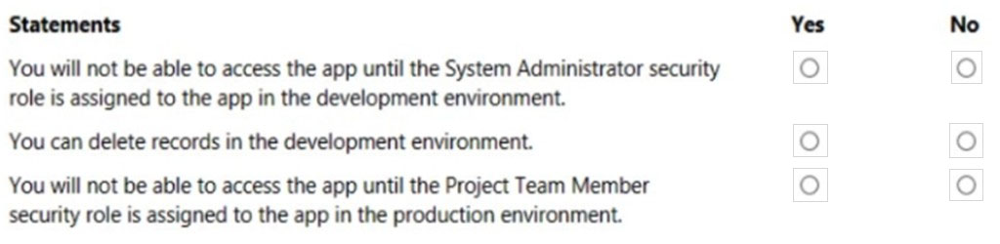 Statements Yes No
You will not be able to access the app until the System Administrator security
role is assigned to the app in the development environment.
You can delete records in the development environment.
You will not be able to access the app until the Project Team Member
security role is assigned to the app in the production environment.